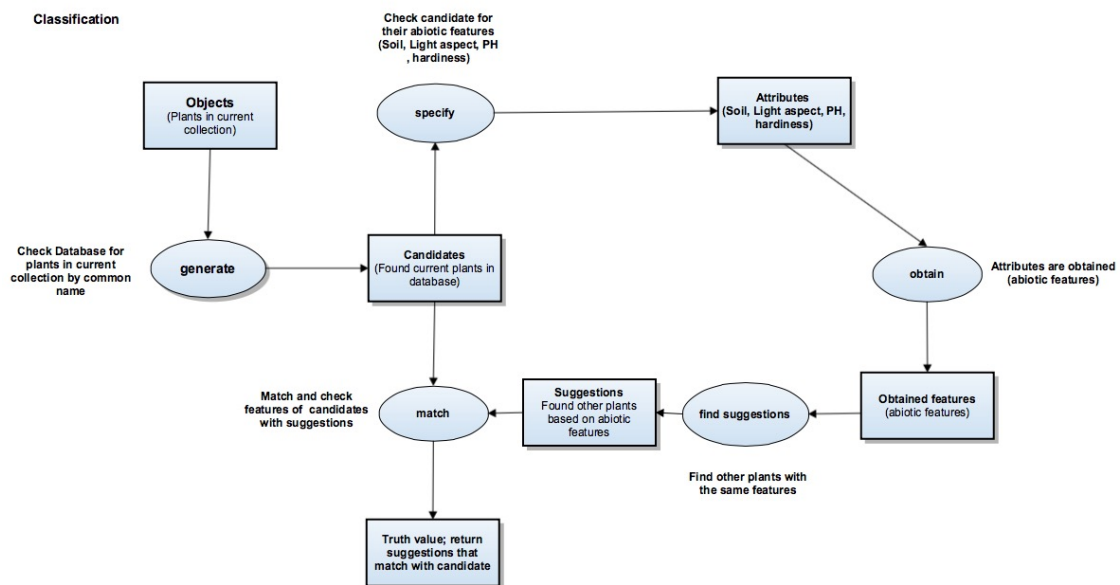 Classification
Check candidate for
their abiotic features
(Soil, Light aspect, PH
, hardiness)
Objects
(Plants in current
collection)
specify
Attributes
(Soil, Light aspect, PH,
hardiness)
Check Database for
plants in current
collection by common
name
generate
Candidates
(Found current plants in
database)
obtain
Attributes are obtained
(abiotic features)
Match and check
features of candidates
with suggestions
match
Suggestions
Found other plants
based on abiotic
features
find suggestions
Obtained features
(abiotic features)
Find other plants with
the same features
Truth value; return
suggestions that
match with candidate